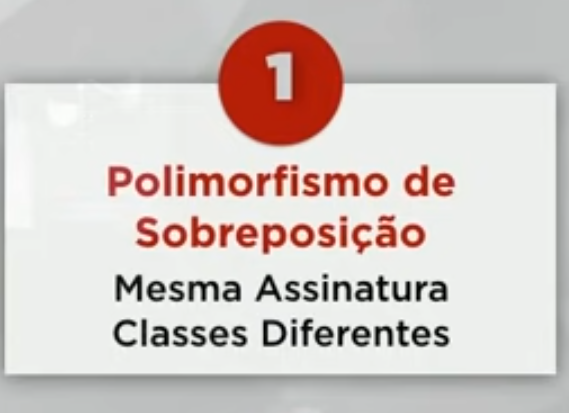 1
Polimorfismo de
Sobreposição
Mesma Assinatura
Classes Diferentes